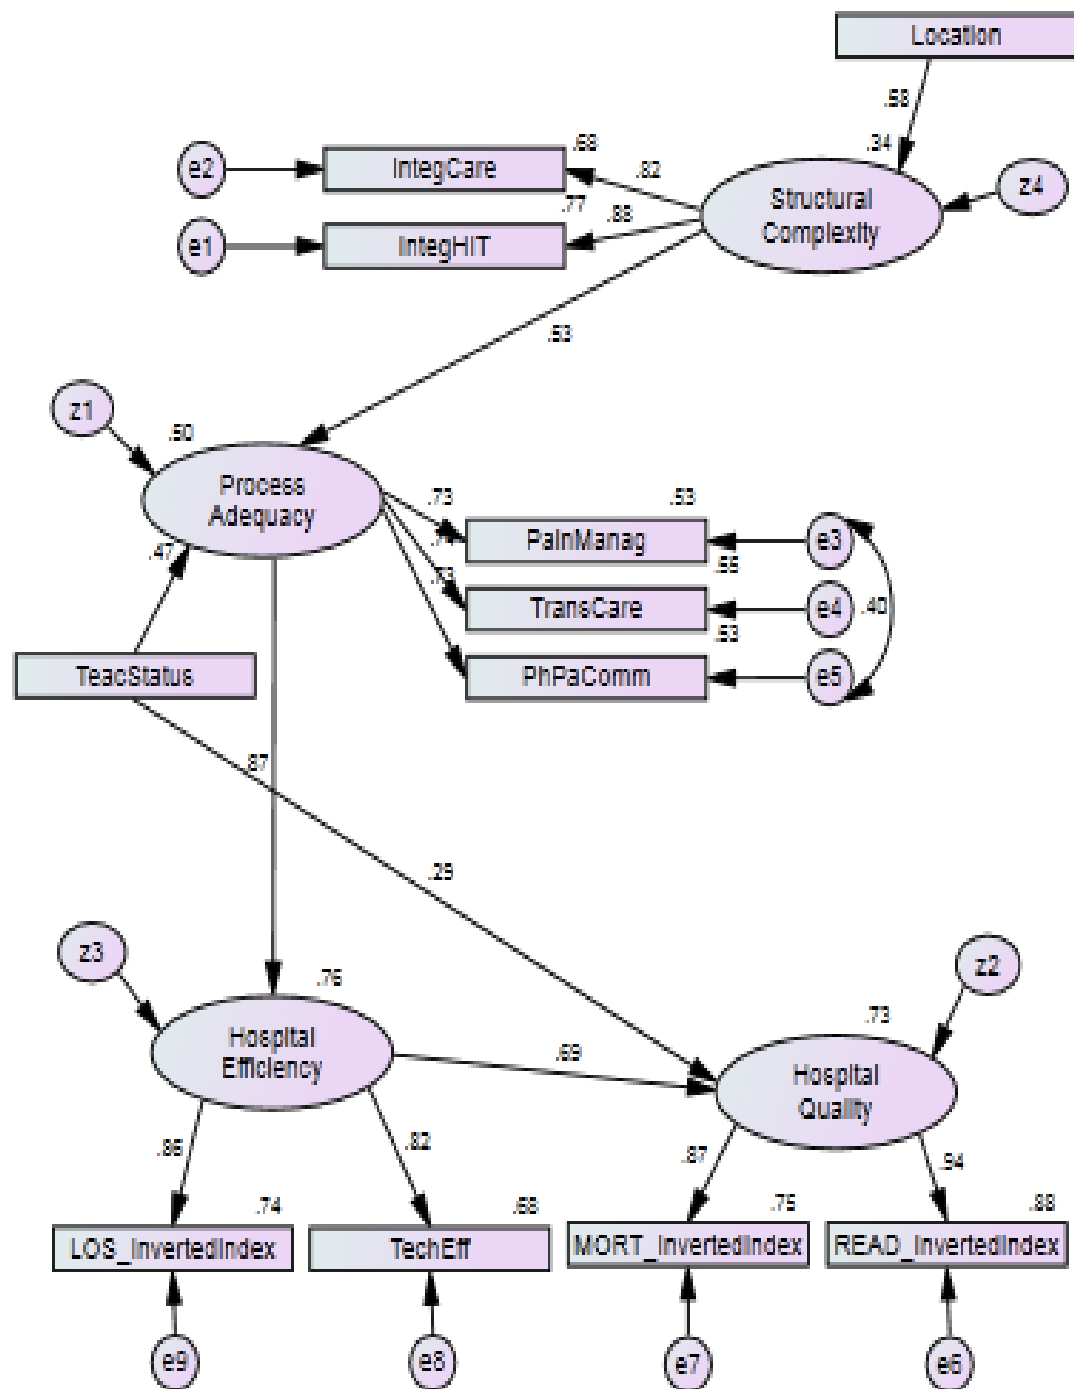 Location
.58
.34
e2
IntegCare
.68
.82
Structural
Complexity
z4
.77
.88
e1
IntegHIT
.53
z1
.50
Process
Adequacy
.73
.53
PainManag
e3
.47
.73
TransCare
e4
.40
.53
TeacStatus
PhPaComm
e5
.87
.29
z3
.76
z2
.73
Hospital
Efficiency
.69
Hospital
Quality
.86
.82
.87
.94
.74
.68
.75
.88
LOS_InvertedIndex
TechEff
MORT_InvertedIndex
READ_InvertedIndex
e9
e8
e7
e6